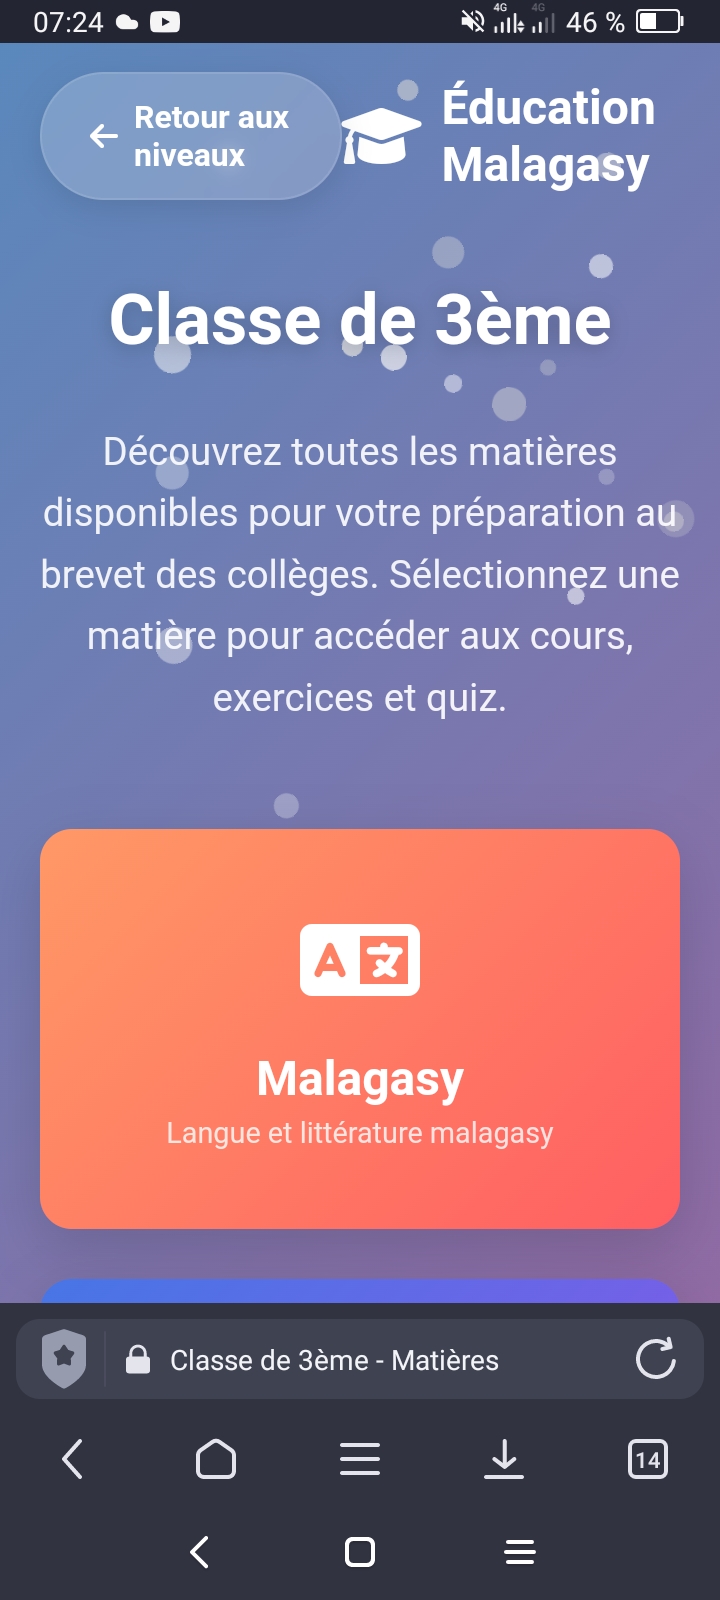 07:24
4G
4G
46 %
Retour aux
niveaux
Éducation
Malagasy
Classe de 3ème
Découvrez toutes les matières
disponibles pour votre préparation au
brevet des collèges. Sélectionnez une
matière pour accéder aux cours,
exercices et quiz.
A 文
Malagasy
Langue et littérature malagasy
Classe de 3ème - Matières
14